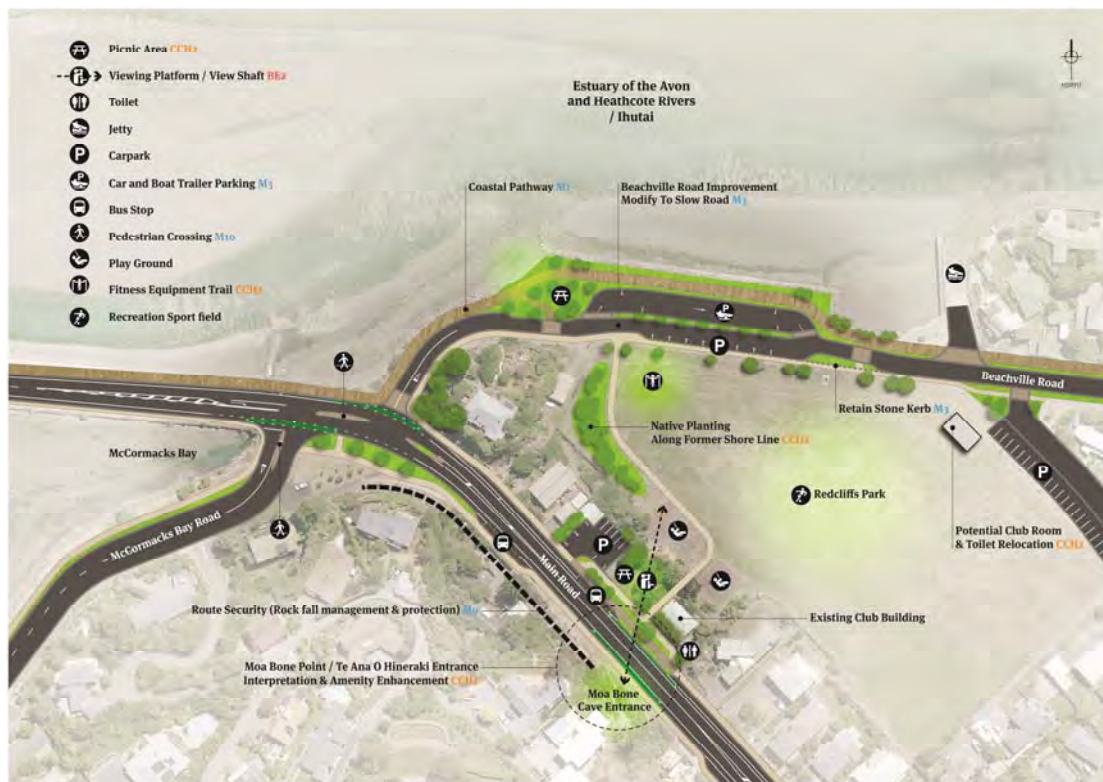 Picnic Area CCH2
Viewing Platform / View Shaft BE2
Toilet
Jetty
P
Carpark
P
Car and Boat Trailer Parking M3
Bus Stop
Pedestrian Crossing M10
Play Ground
Fitness Equipment Trail
Recreation Sport field
NORTH
Estuary of the Avon
and Heathcote Rivers
/ Ihutai
Coastal Pathway
Beachville Road Improvement
Modify To Slow Road M3
P
P
Beachville Road
Retain Stone Kerb M3
Native Planting
Along Former Shore Line
McCormacks Bay
McCormacks Bay Road
Redcliffs Park
P
Potential Club Room
& Toilet Relocation
Main Road
P
Route Security (Rock fall management & protection)
Existing Club Building
Moa Bone Point / Te Ana O Hineraki Entrance
Interpretation & Amenity Enhancement
Moa Bone
Cave Entrance